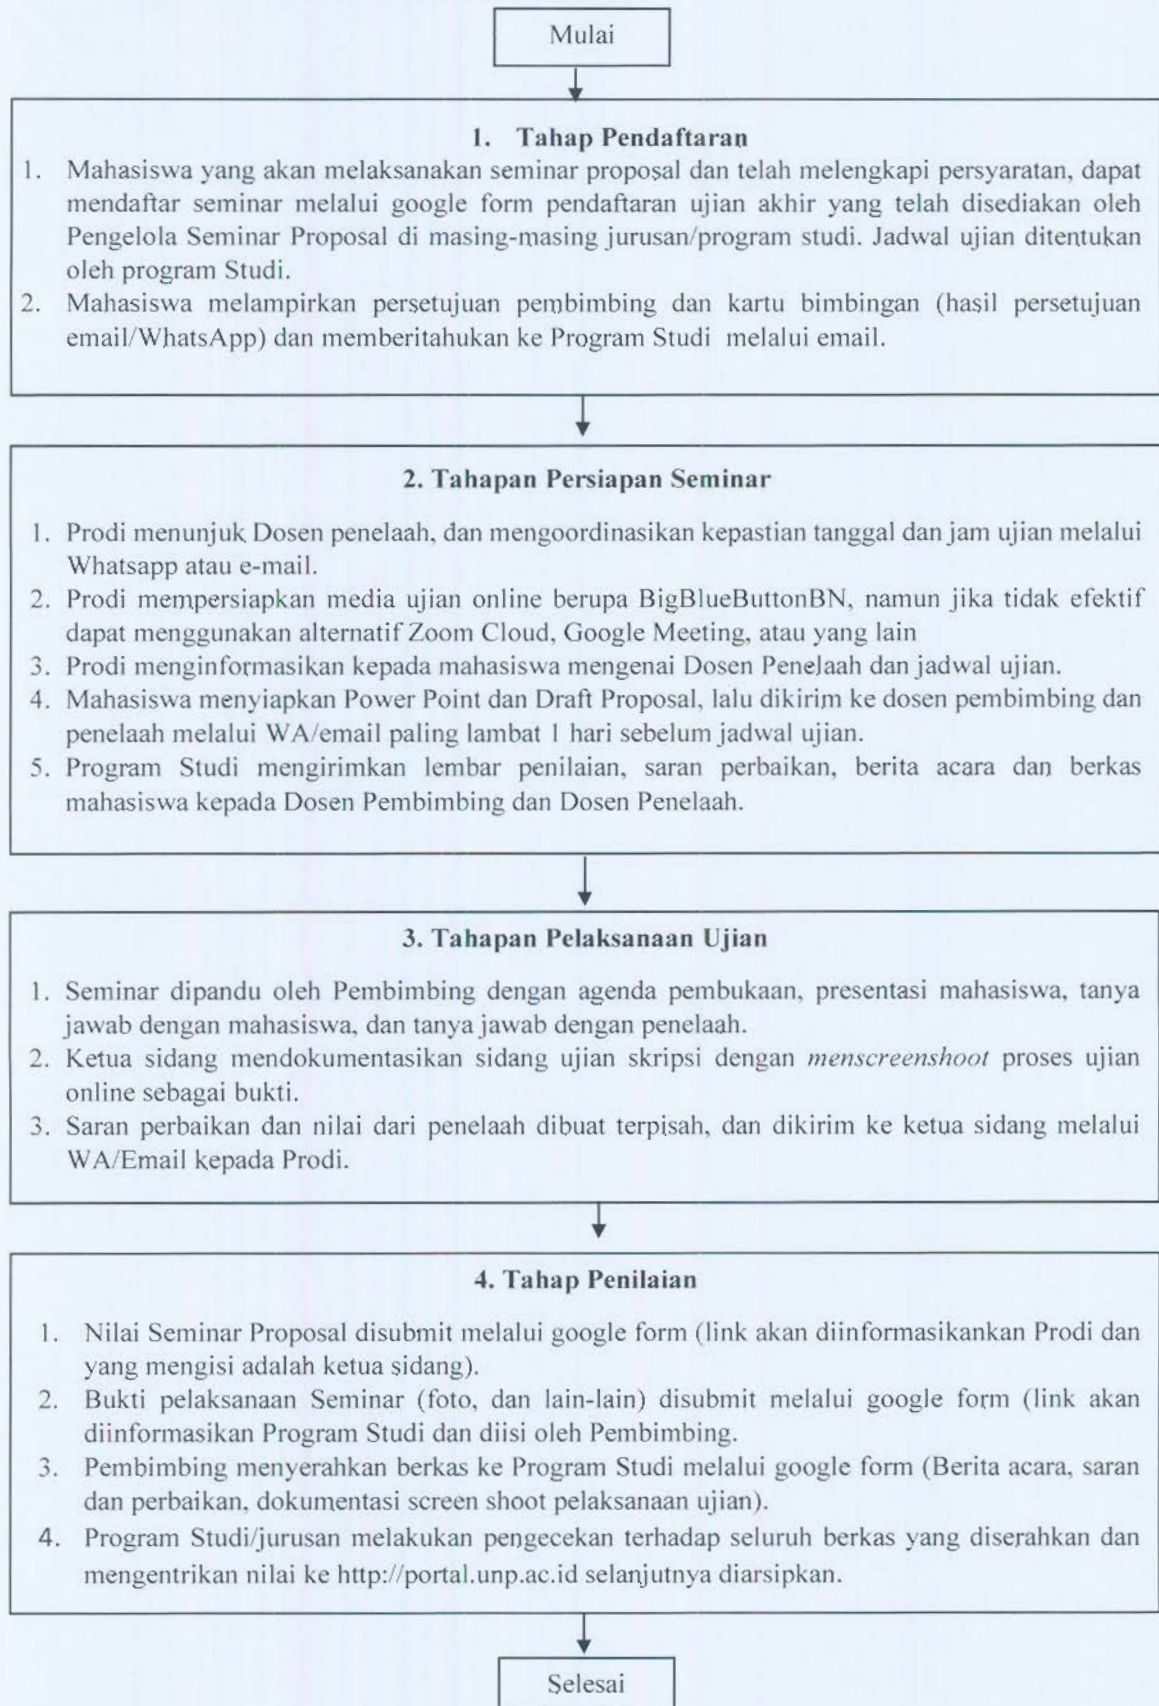 Mulai
1. Tahap Pendaftaran
1. Mahasiswa yang akan melaksanakan seminar proposal dan telah melengkapi persyaratan, dapat
mendaftar seminar melalui google form pendaftaran ujian akhir yang telah disediakan oleh
Pengelola Seminar Proposal di masing-masing jurusan/program studi. Jadwal ujian ditentukan
oleh program Studi.
2. Mahasiswa melampirkan persetujuan pembimbing dan kartu bimbingan (hasil persetujuan
email/WhatsApp) dan memberitahukan ke Program Studi melalui email.
2. Tahapan Persiapan Seminar
1. Prodi menunjuk Dosen penelaah, dan mengoordinasikan kepastian tanggal dan jam ujian melalui
Whatsapp atau e-mail.
2. Prodi mempersiapkan media ujian online berupa BigBlueButtonBN, namun jika tidak efektif
dapat menggunakan alternatif Zoom Cloud, Google Meeting, atau yang lain
3. Prodi menginformasikan kepada mahasiswa mengenai Dosen Penelaah dan jadwal ujian.
4. Mahasiswa menyiapkan Power Point dan Draft Proposal, lalu dikirim ke dosen pembimbing dan
penelaah melalui WA/email paling lambat 1 hari sebelum jadwal ujian.
5. Program Studi mengirimkan lembar penilaian, saran perbaikan, berita acara dan berkas
mahasiswa kepada Dosen Pembimbing dan Dosen Penelaah.
3. Tahapan Pelaksanaan Ujian
1. Seminar dipandu oleh Pembimbing dengan agenda pembukaan, presentasi mahasiswa, tanya
jawab dengan mahasiswa, dan tanya jawab dengan penelaah.
2. Ketua sidang mendokumentasikan sidang ujian skripsi dengan menscreenshoot proses ujian
online sebagai bukti.
3. Saran perbaikan dan nilai dari penelaah dibuat terpisah, dan dikirim ke ketua sidang melalui
WA/Email kepada Prodi.
4. Tahap Penilaian
1. Nilai Seminar Proposal disubmit melalui google form (link akan diinformasikankan Prodi dan
yang mengisi adalah ketua sidang).
2. Bukti pelaksanaan Seminar (foto, dan lain-lain) disubmit melalui google form (link akan
diinformasikan Program Studi dan diisi oleh Pembimbing.
3. Pembimbing menyerahkan berkas ke Program Studi melalui google form (Berita acara, saran
dan perbaikan, dokumentasi screen shoot pelaksanaan ujian).
4. Program Studi/jurusan melakukan pengecekan terhadap seluruh berkas yang diserahkan dan
mengentrikan nilai ke http://portal.unp.ac.id selanjutnya diarsipkan.
Selesai